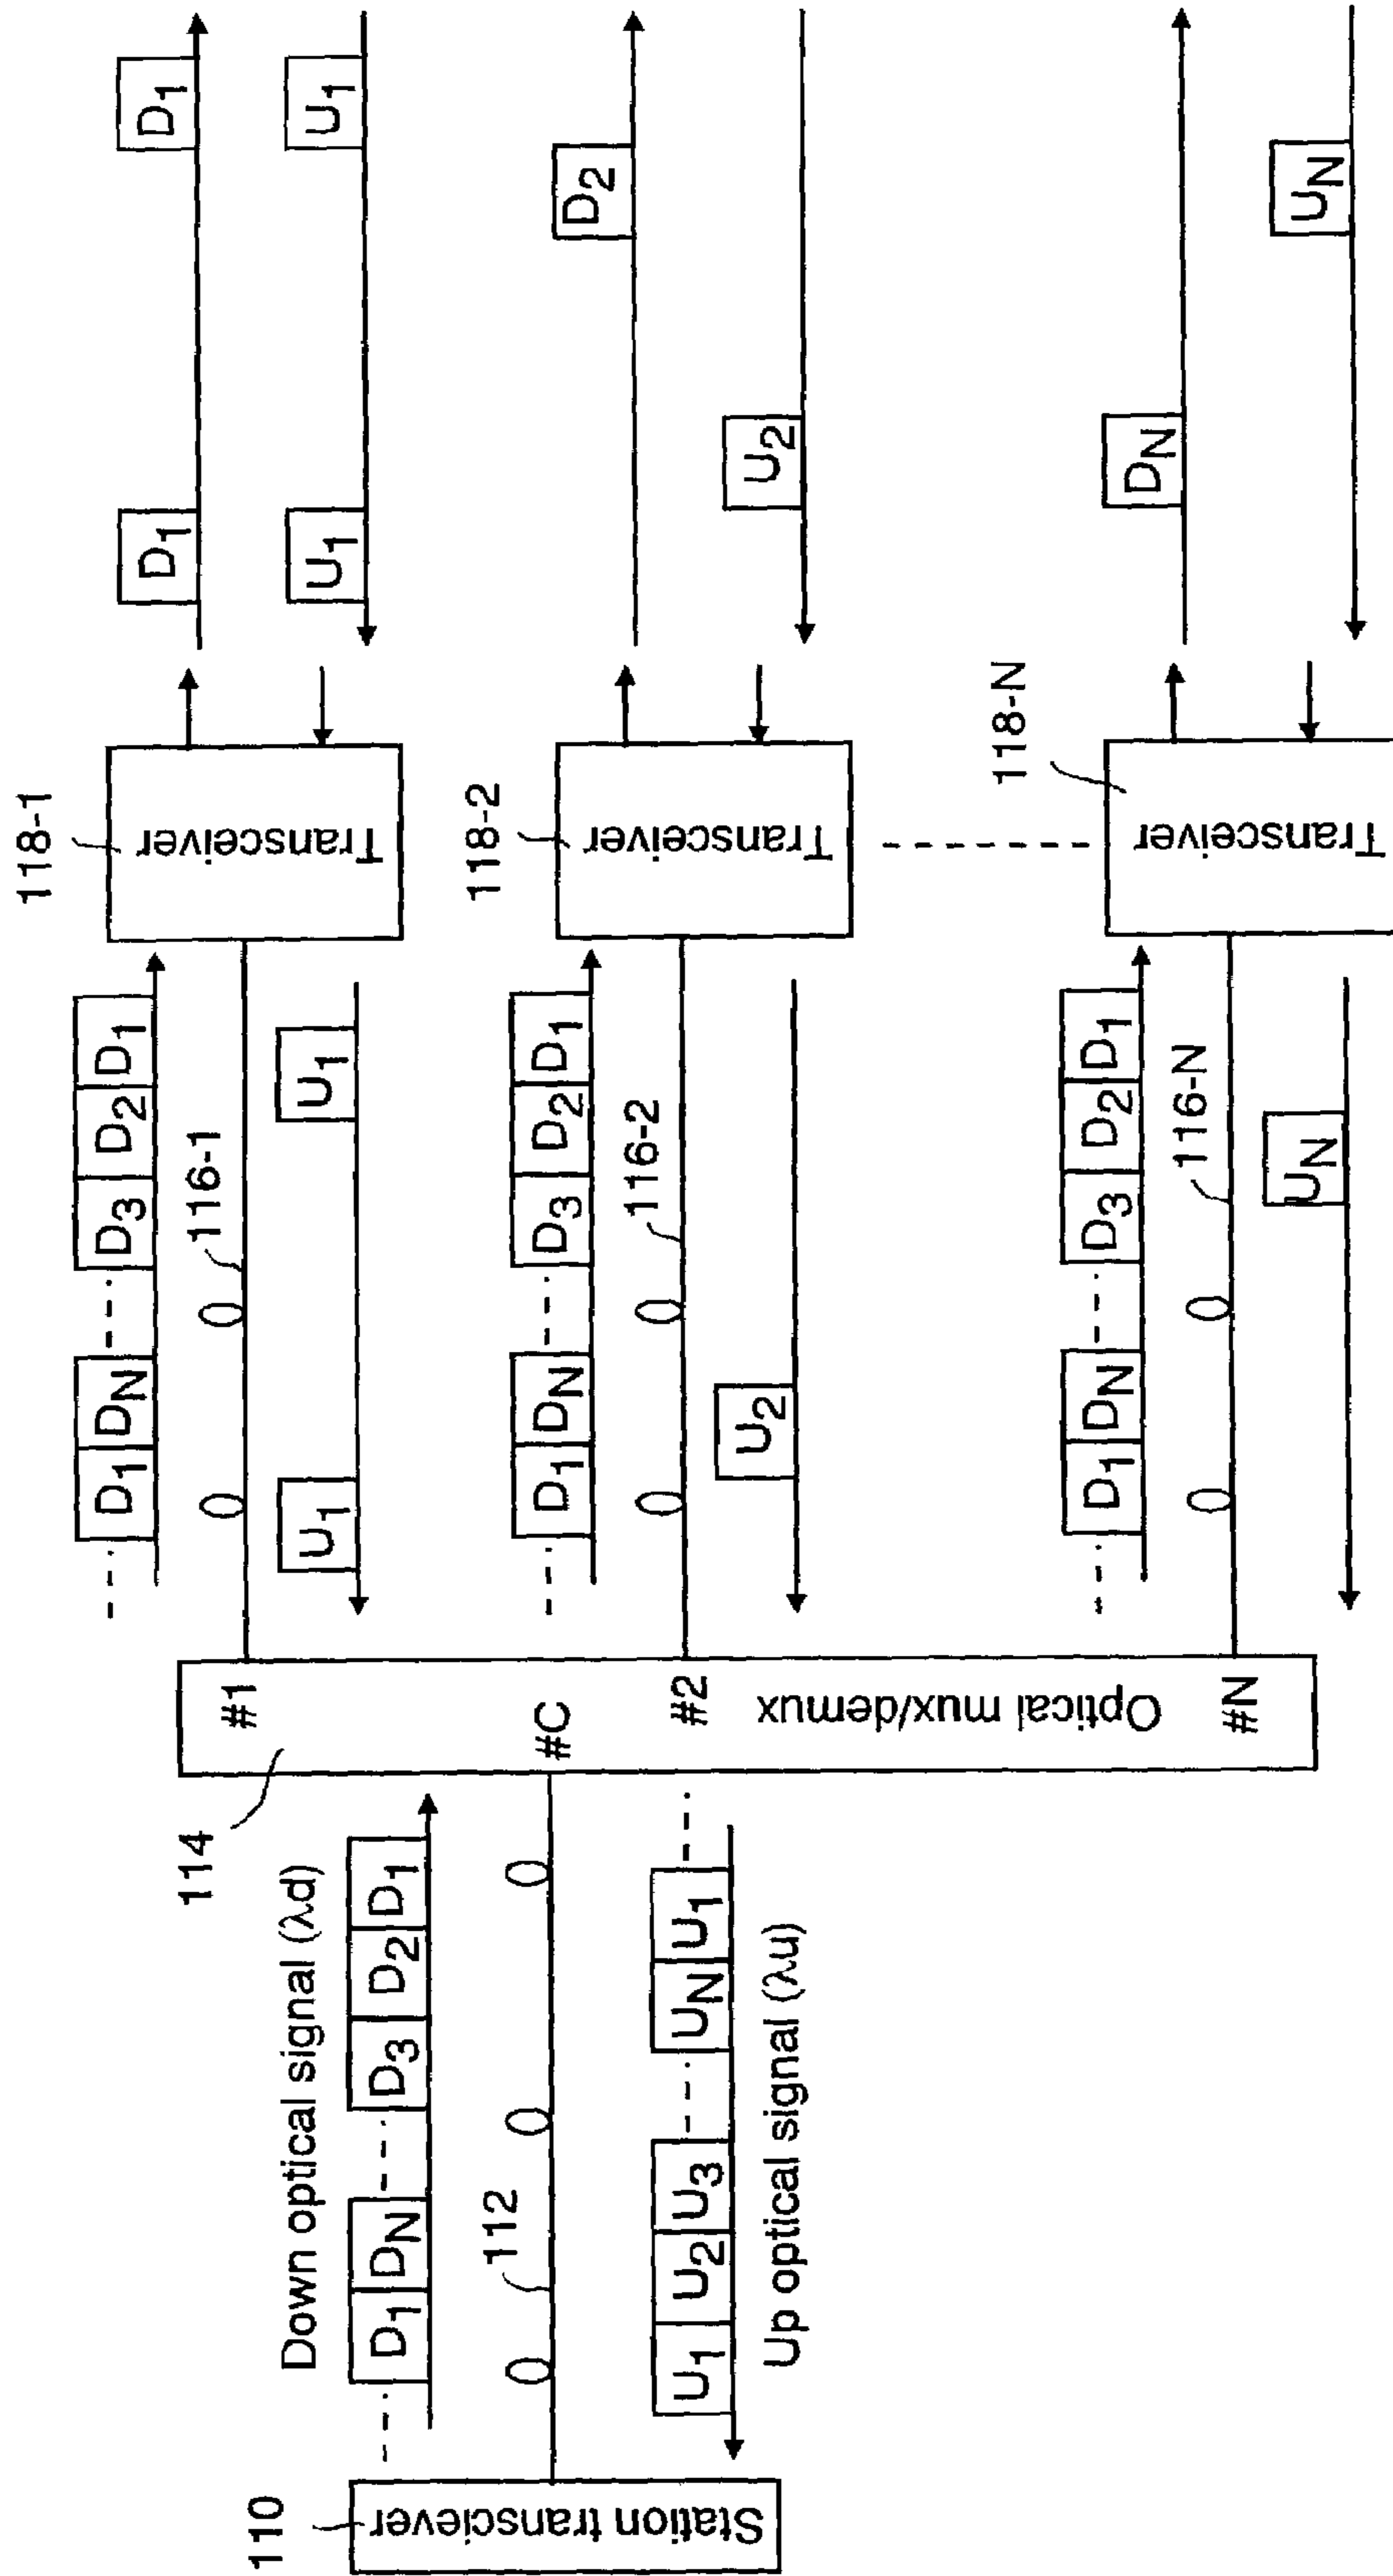 110
Station transciever
Down optical signal (λd)
D1 DN D3 D2 D1
112
U1 U2 U3 UN U1
Up optical signal (λu)
114
#1
#C
#2
Optical mux/demux
#N
D1 DN D3 D2 D1
116-1
U1 U1
118-1
Transceiver
D1 D1
U1 U1
D1 DN D3 D2 D1
116-2
U2
118-2
Transceiver
D2
U2
D1 DN D3 D2 D1
116-N
UN
118-N
Transceiver
DN
UN